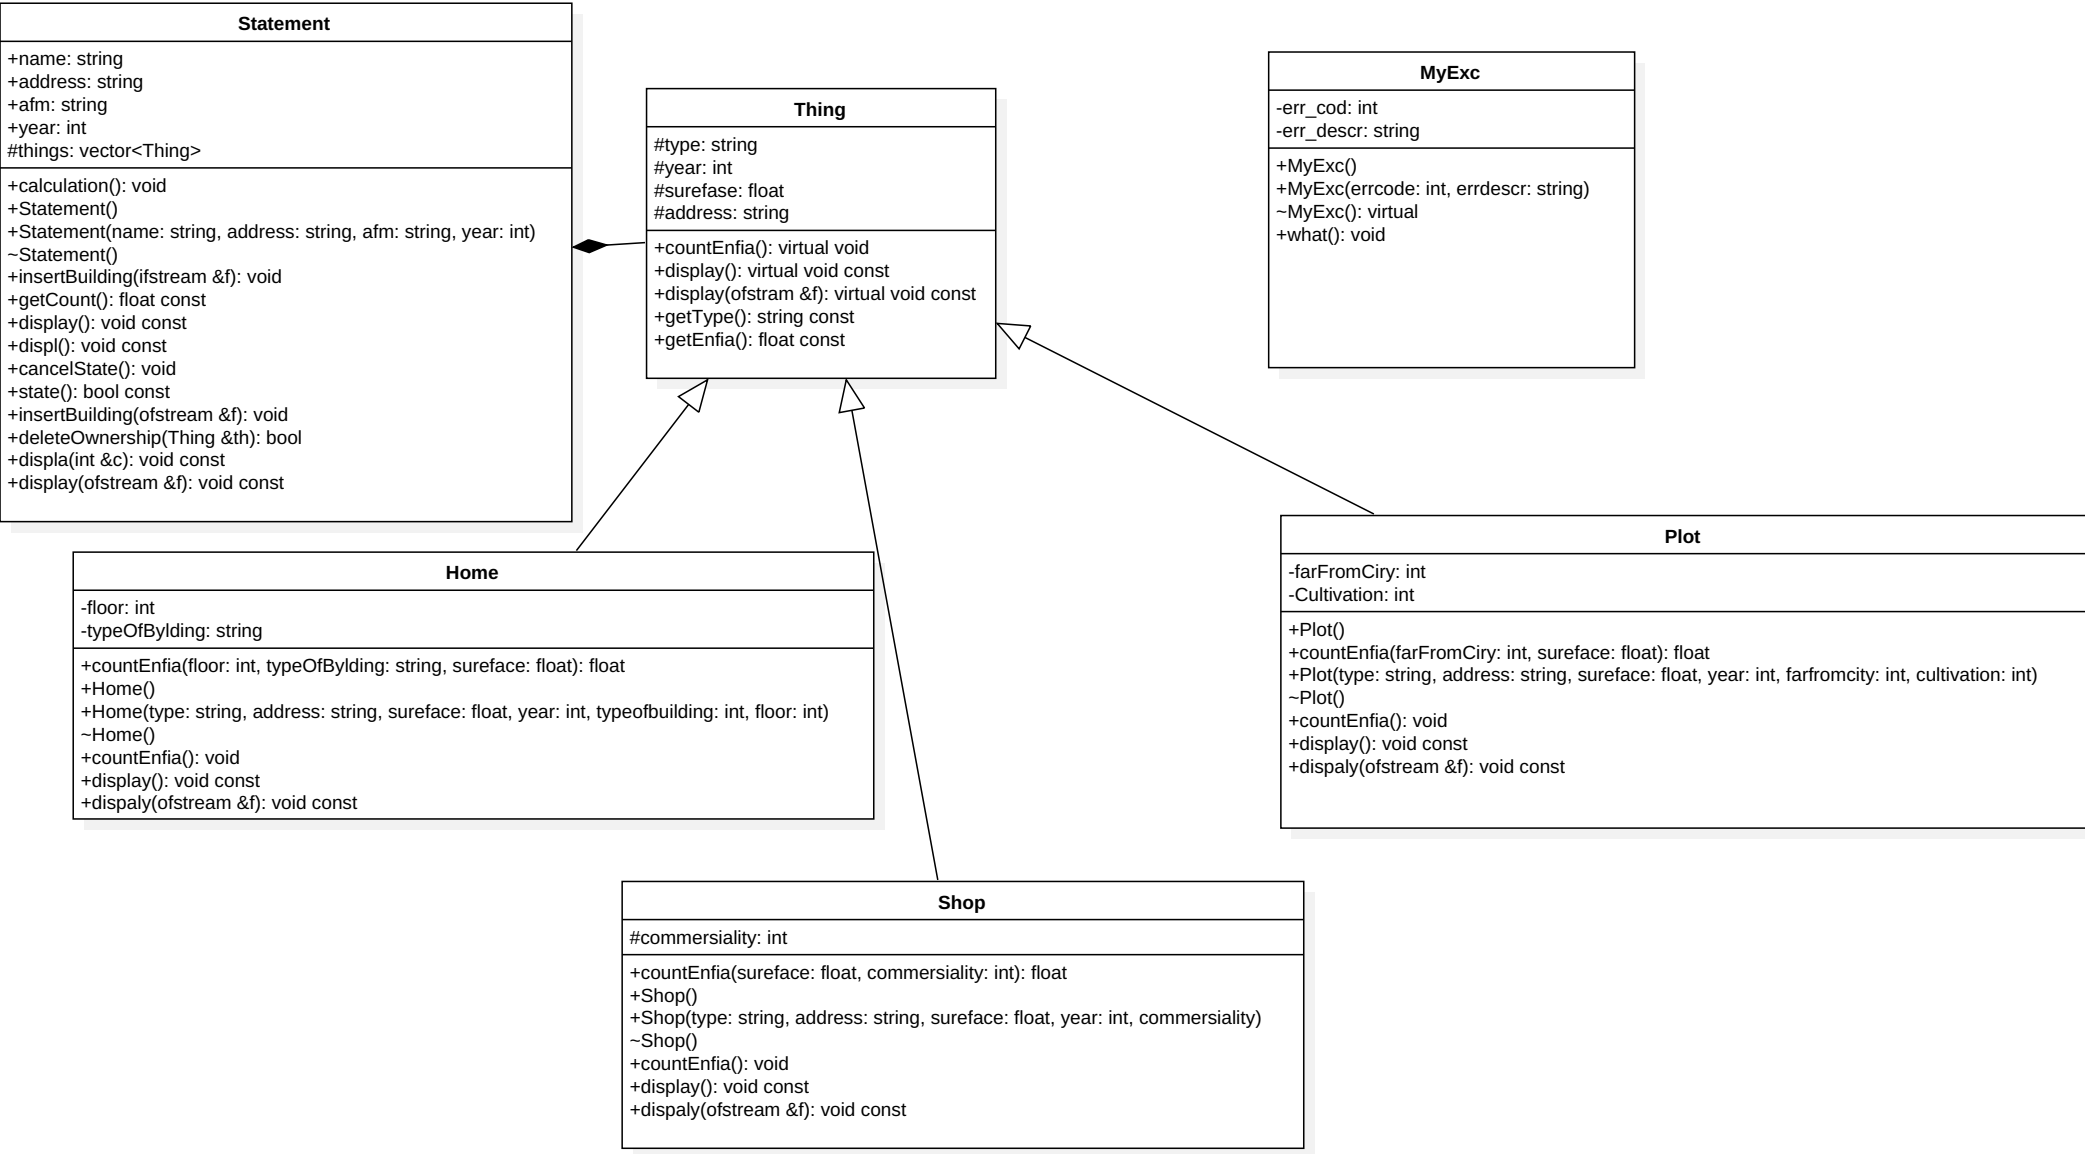 Statement
+name: string
+address: string
+afm: string
+year: int
#things: vector<Thing>
+calculation(): void
+Statement()
+Statement(name: string, address: string, afm: string, year: int)
~Statement()
+insertBuilding(ifstream &f): void
+getCount(): float const
+display(): void const
+displ(): void const
+cancelState(): void
+state(): bool const
+insertBuilding(ofstream &f): void
+deleteOwnership(Thing &th): bool
+displa(int &c): void const
+display(ofstream &f): void const
Thing
#type: string
#year: int
#surefase: float
#address: string
+countEnfia(): virtual void
+display(): virtual void const
+display(ofstram &f): virtual void const
+getType(): string const
+getEnfia(): float const
MyExc
-err_cod: int
-err_descr: string
+MyExc()
+MyExc(errcode: int, errdescr: string)
~MyExc(): virtual
+what(): void
Home
-floor: int
-typeOfBylding: string
+countEnfia(floor: int, typeOfBylding: string, sureface: float): float
+Home()
+Home(type: string, address: string, sureface: float, year: int, typeofbuilding: int, floor: int)
~Home()
+countEnfia(): void
+display(): void const
+dispaly(ofstream &f): void const
Plot
-farFromCiry: int
-Cultivation: int
+Plot()
+countEnfia(farFromCiry: int, sureface: float): float
+Plot(type: string, address: string, sureface: float, year: int, farfromcity: int, cultivation: int)
~Plot()
+countEnfia(): void
+display(): void const
+dispaly(ofstream &f): void const
Shop
#commersiality: int
+countEnfia(sureface: float, commersiality: int): float
+Shop()
+Shop(type: string, address: string, sureface: float, year: int, commersiality)
~Shop()
+countEnfia(): void
+display(): void const
+dispaly(ofstream &f): void const